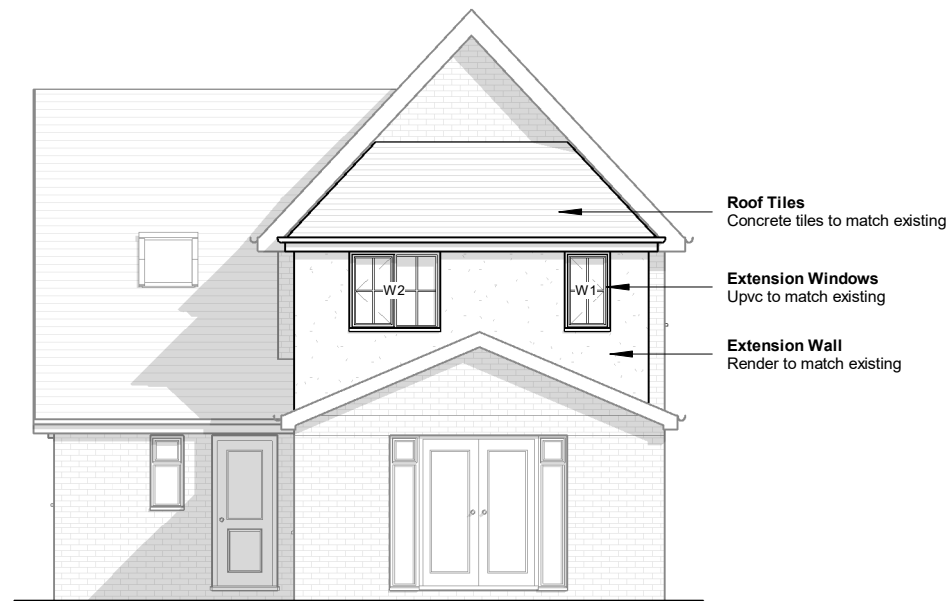 Roof Tiles
Concrete tiles to match existing
Extension Windows
Upvc to match existing
W2
W1
Extension Wall
Render to match existing